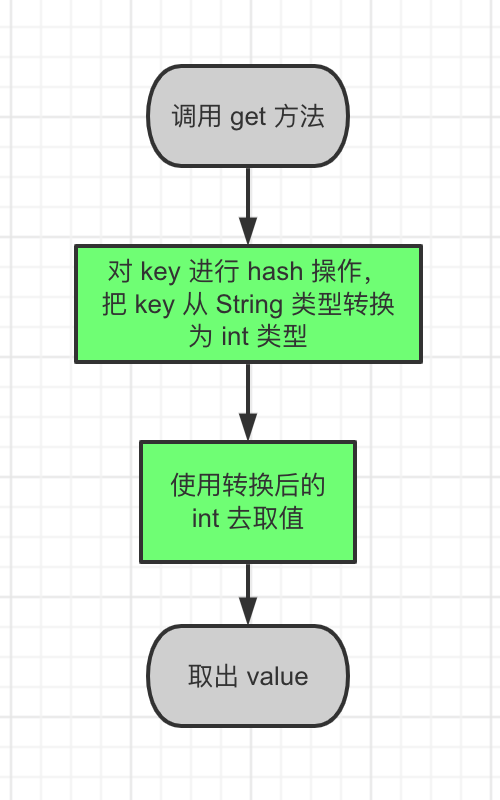 调用 get 方法
对 key 进行 hash 操作，
把 key 从 String 类型转换
为 int 类型
使用转换后的
int 去取值
取出 value